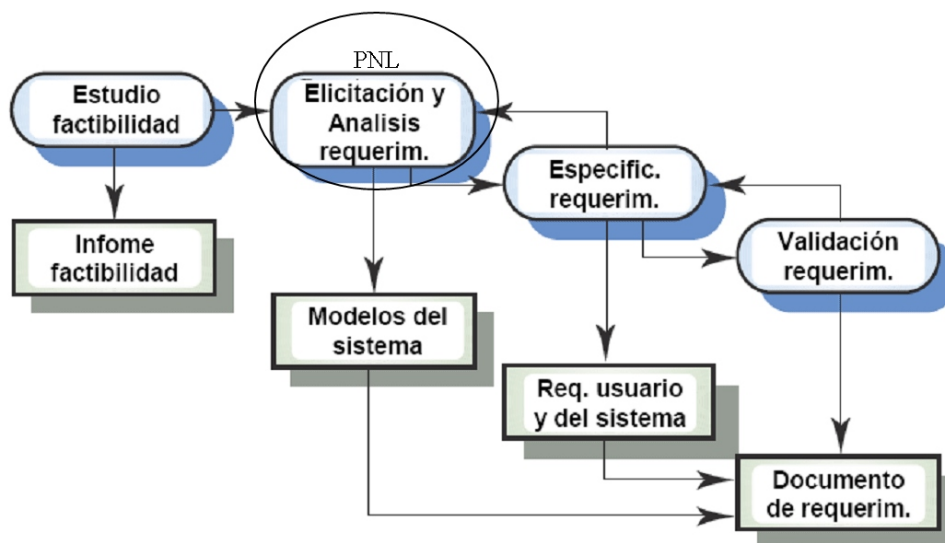 PNL
Estudio
factibilidad
Elicitación y
Analisis
requerim.
Especific.
requerim.
Validación
requerim.
Infome
factibilidad
Modelos del
sistema
Req. usuario
y del sistema
Documento
de requerim.